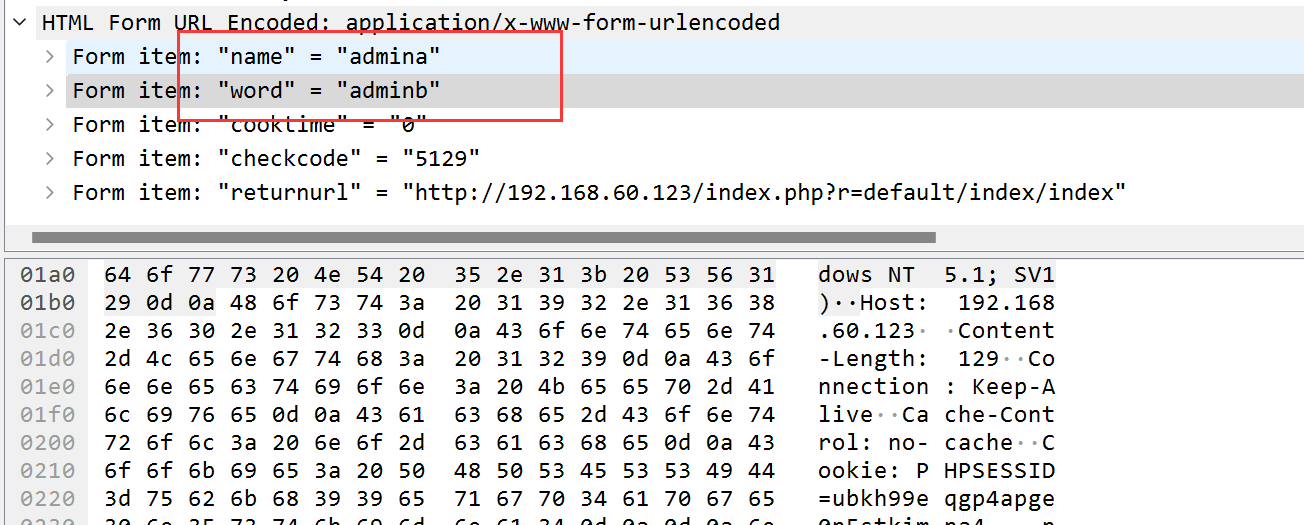 HTML Form URL Encoded: application/x-www-form-urlencoded
Form item: "name" = "admina"
Form item: "word" = "adminb"
Form item: "cooktime" = "0"
Form item: "checkcode" = "5129"
Form item: "returnurl" = "http://192.168.60.123/index.php?r=default/index/index"
01a0 64 6f 77 73 20 4e 54 20 35 2e 31 3b 20 53 56 31 dows NT 5.1; SV1
01b0 29 0d 0a 48 6f 73 74 3a 20 31 39 32 2e 31 36 38 )··Host: 192.168
01c0 2e 36 30 2e 31 32 33 0d 0a 43 6f 6e 74 65 6e 74 .60.123· ·Content
01d0 2d 4c 65 6e 67 74 68 3a 20 31 32 39 0d 0a 43 6f -Length: 129··Co
01e0 6e 6e 65 63 74 69 6f 6e 3a 20 4b 65 65 70 2d 41 nnection : Keep-A
01f0 6c 69 76 65 0d 0a 43 61 63 68 65 2d 43 6f 6e 74 live··Ca che-Cont
0200 72 6f 6c 3a 20 6e 6f 2d 63 61 63 68 65 0d 0a 43 rol: no- cache··C
0210 6f 6f 6b 69 65 3a 20 50 48 50 53 45 53 53 49 44 ookie: P HPSESSID
0220 3d 75 62 6b 68 39 39 65 71 67 70 34 61 70 67 65 =ubkh99e qgp4apge